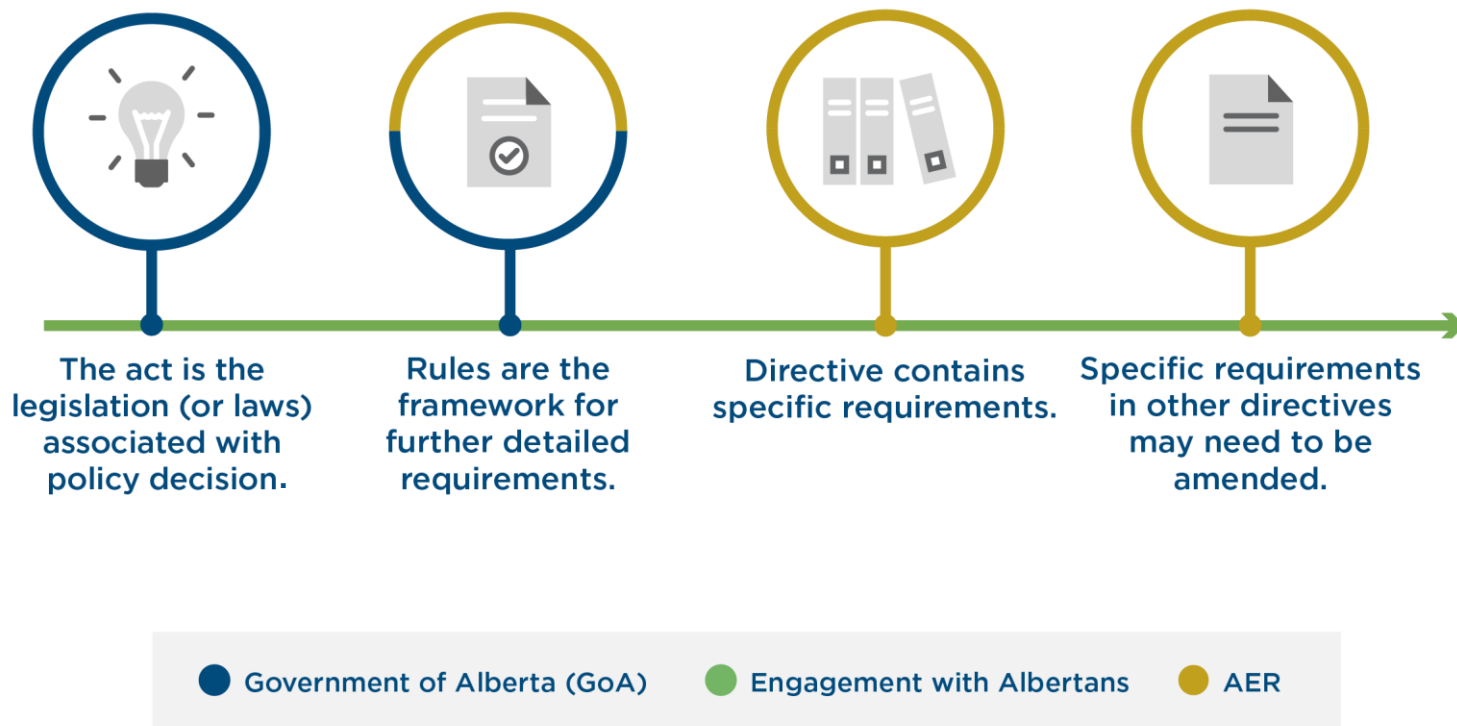 The act is the
legislation (or laws)
associated with
policy decision.
Rules are the
framework for
further detailed
requirements.
Directive contains
specific requirements.
Specific requirements
in other directives
may need to be
amended.
Government of Alberta (GoA)
Engagement with Albertans
AER